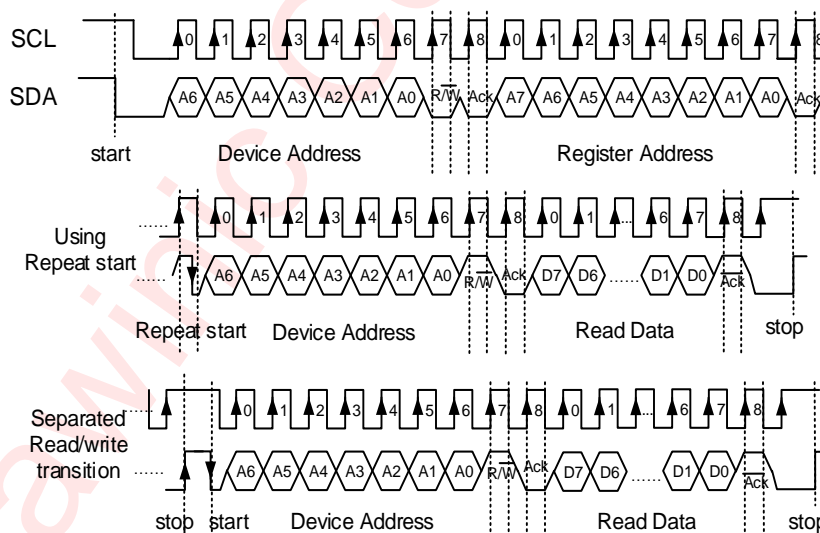 SCL 0 1 2 3 4 5 6 7 8 0 1 2 3 4 5 6 7 8
SDA A6 A5 A4 A3 A2 A1 A0 R/W Ack A7 A6 A5 A4 A3 A2 A1 A0 Ack
start Device Address Register Address
...... 0 1 2 3 4 5 6 7 8 0 1 ... 6 7 8
Using
Repeat start
...... A6 A5 A4 A3 A2 A1 A0 R/W Ack D7 D6 ...... D1 D0 Ack
Repeat start Device Address Read Data stop
...... 0 1 2 3 4 5 6 7 8 0 1 ... 6 7 8
Separated
Read/write
transition
...... A6 A5 A4 A3 A2 A1 A0 R/W Ack D7 D6 ...... D1 D0 Ack
stop start Device Address Read Data stop